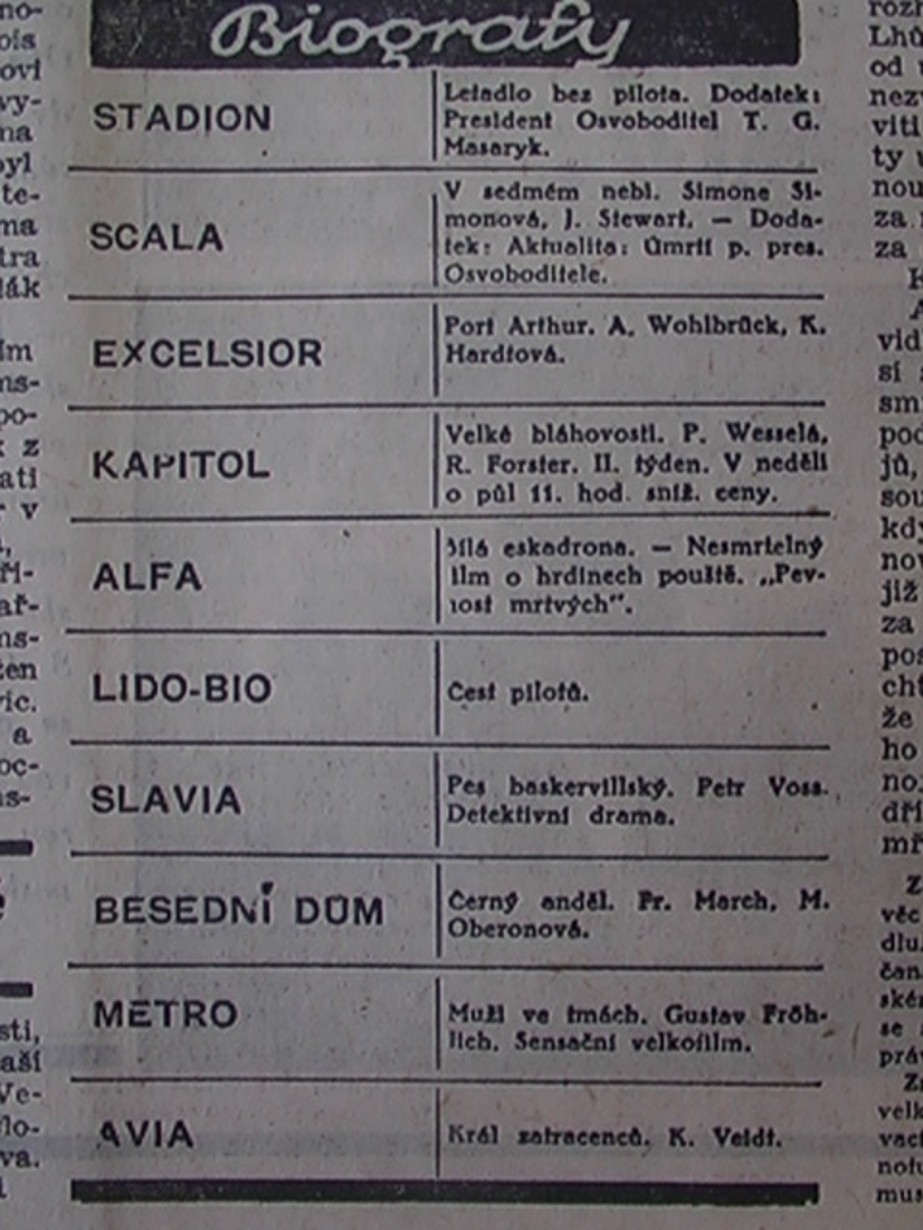 Biografy
STADION
Letadlo bez pilota. Dodatek:
President Osvoboditel T. G.
Masaryk.
SCALA
V sedmém nebi. Simone Si-
monová, J. Stewart. — Doda-
tek: Aktualita: Úmrtí p. pres.
Osvoboditele.
EXCELSIOR
Port Arthur. A. Wohlbrück, K.
Hardtová.
KAPITOL
Velké bláhovosti. P. Wesselá,
R. Forster. II. týden. V neděli
o půl 11. hod. sníž. ceny.
ALFA
Bílá eskadrona. — Nesmrtelný
film o hrdinech pouště. „Pev-
nost mrtvých“.
LIDO-BIO
Čest pilotů.
SLAVIA
Pes baskervillský. Petr Voss.
Detektivní drama.
BESEDNÍ DŮM
Černý anděl. Fr. March, M.
Oberonová.
METRO
Muži ve tmách. Gustav Fröh-
lich. Sensační velkofilm.
AVIA
Král zatracenců. K. Veidt.